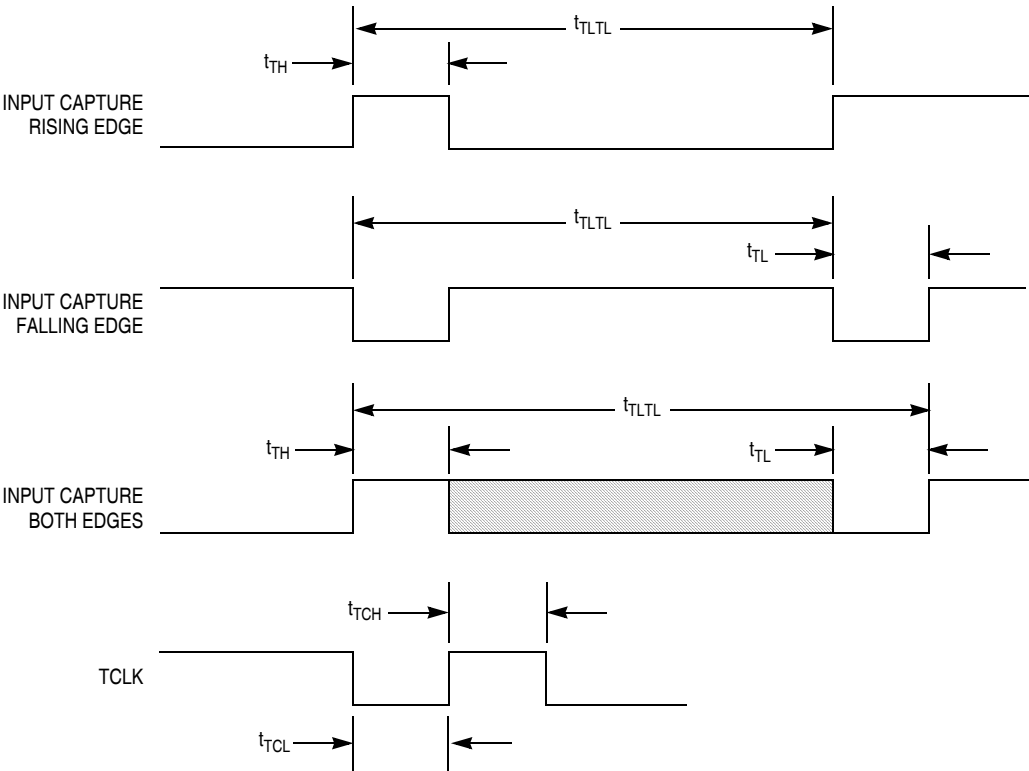 tTLTL
tTH
INPUT CAPTURE
RISING EDGE
tTLTL
tTL
INPUT CAPTURE
FALLING EDGE
tTLTL
tTH
tTL
INPUT CAPTURE
BOTH EDGES
tTCH
TCLK
tTCL